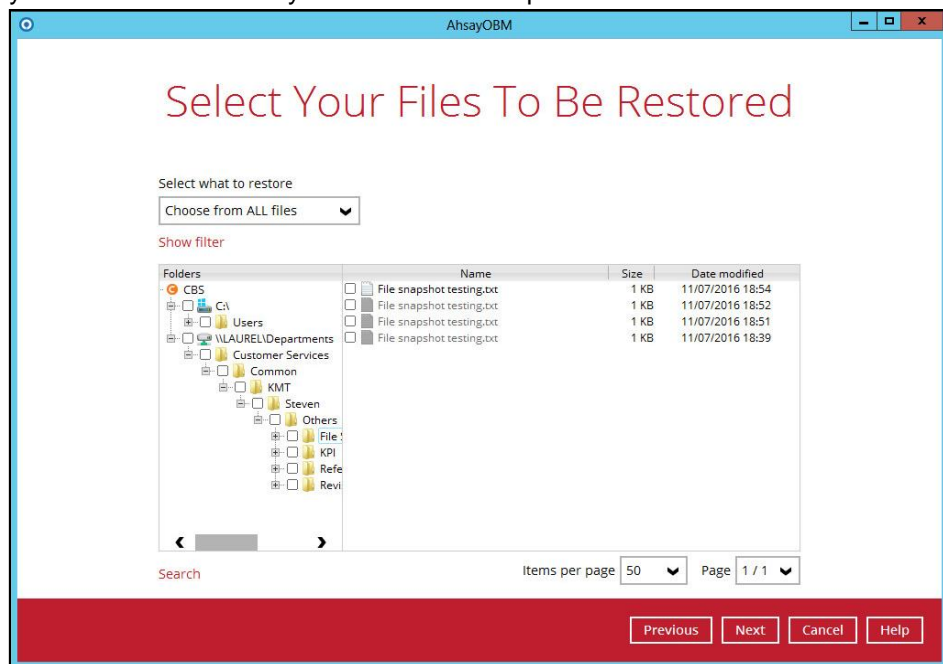 AhsayOBM
Select Your Files To Be Restored
Select what to restore
Choose from ALL files
Show filter
Folders Name Size Date modified
CBS File snapshot testing.txt 1 KB 11/07/2016 18:54
C:\ File snapshot testing.txt 1 KB 11/07/2016 18:52
Users File snapshot testing.txt 1 KB 11/07/2016 18:51
\\LAUREL\Departments File snapshot testing.txt 1 KB 11/07/2016 18:39
Customer Services
Common
KMT
Steven
Others
File
KPI
Refe
Revi
Search Items per page 50 Page 1 / 1
Previous Next Cancel Help